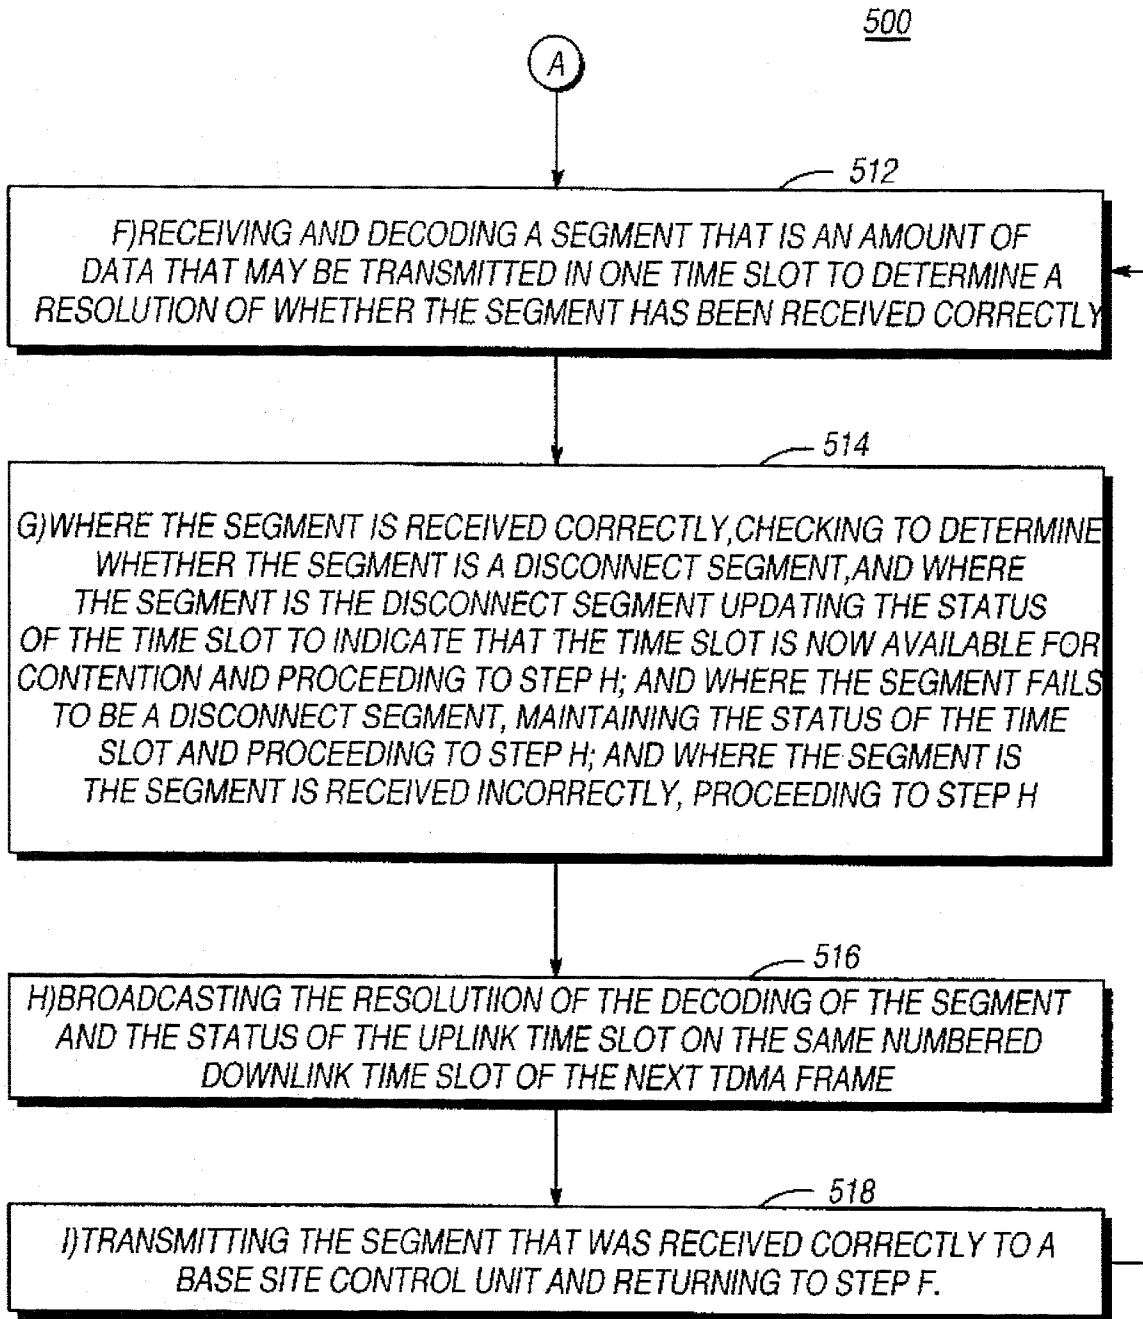 500
A
512
F)RECEIVING AND DECODING A SEGMENT THAT IS AN AMOUNT OF
DATA THAT MAY BE TRANSMITTED IN ONE TIME SLOT TO DETERMINE A
RESOLUTION OF WHETHER THE SEGMENT HAS BEEN RECEIVED CORRECTLY
514
G)WHERE THE SEGMENT IS RECEIVED CORRECTLY,CHECKING TO DETERMINE
WHETHER THE SEGMENT IS A DISCONNECT SEGMENT,AND WHERE
THE SEGMENT IS THE DISCONNECT SEGMENT UPDATING THE STATUS
OF THE TIME SLOT TO INDICATE THAT THE TIME SLOT IS NOW AVAILABLE FOR
CONTENTION AND PROCEEDING TO STEP H; AND WHERE THE SEGMENT FAILS
TO BE A DISCONNECT SEGMENT, MAINTAINING THE STATUS OF THE TIME
SLOT AND PROCEEDING TO STEP H; AND WHERE THE SEGMENT IS
THE SEGMENT IS RECEIVED INCORRECTLY, PROCEEDING TO STEP H
516
H)BROADCASTING THE RESOLUTIION OF THE DECODING OF THE SEGMENT
AND THE STATUS OF THE UPLINK TIME SLOT ON THE SAME NUMBERED
DOWNLINK TIME SLOT OF THE NEXT TDMA FRAME
518
I)TRANSMITTING THE SEGMENT THAT WAS RECEIVED CORRECTLY TO A
BASE SITE CONTROL UNIT AND RETURNING TO STEP F.